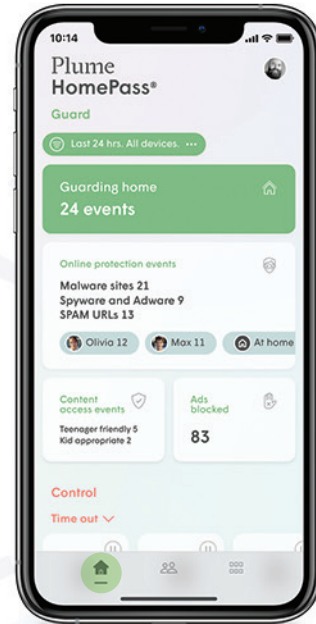 10:14
Plume
HomePass®
Guard
Last 24 hrs. All devices. •••
Guarding home
24 events
Online protection events
Malware sites 21
Spyware and Adware 9
SPAM URLs 13
Olivia 12
Max 11
At home
Content
access events
Teenager friendly 5
Kid appropriate 2
Ads
blocked
83
Control
Time out